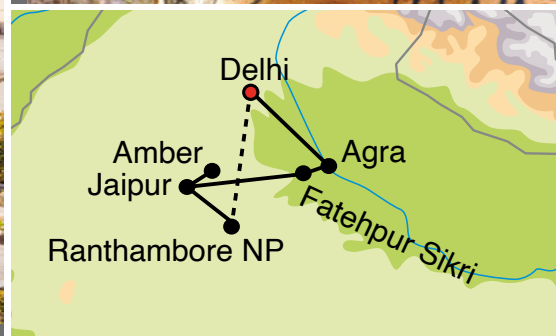 Delhi
Amber
Agra
Jaipur
Fatehpur Sikri
Ranthambore NP